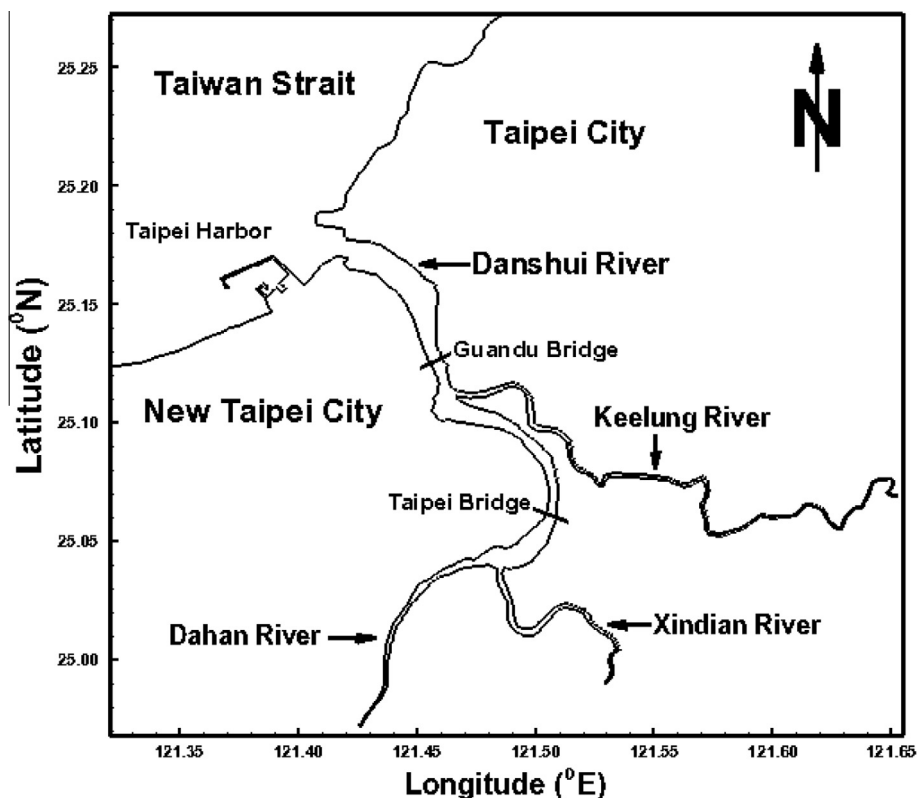 25.25
25.20
25.15
25.10
25.05
25.00
Latitude (⁰N)
Taiwan Strait
Taipei City
N
Taipei Harbor
Danshui River
Guandu Bridge
New Taipei City
Keelung River
Taipei Bridge
Dahan River
Xindian River
121.35 121.40 121.45 121.50 121.55 121.60 121.65
Longitude (⁰E)